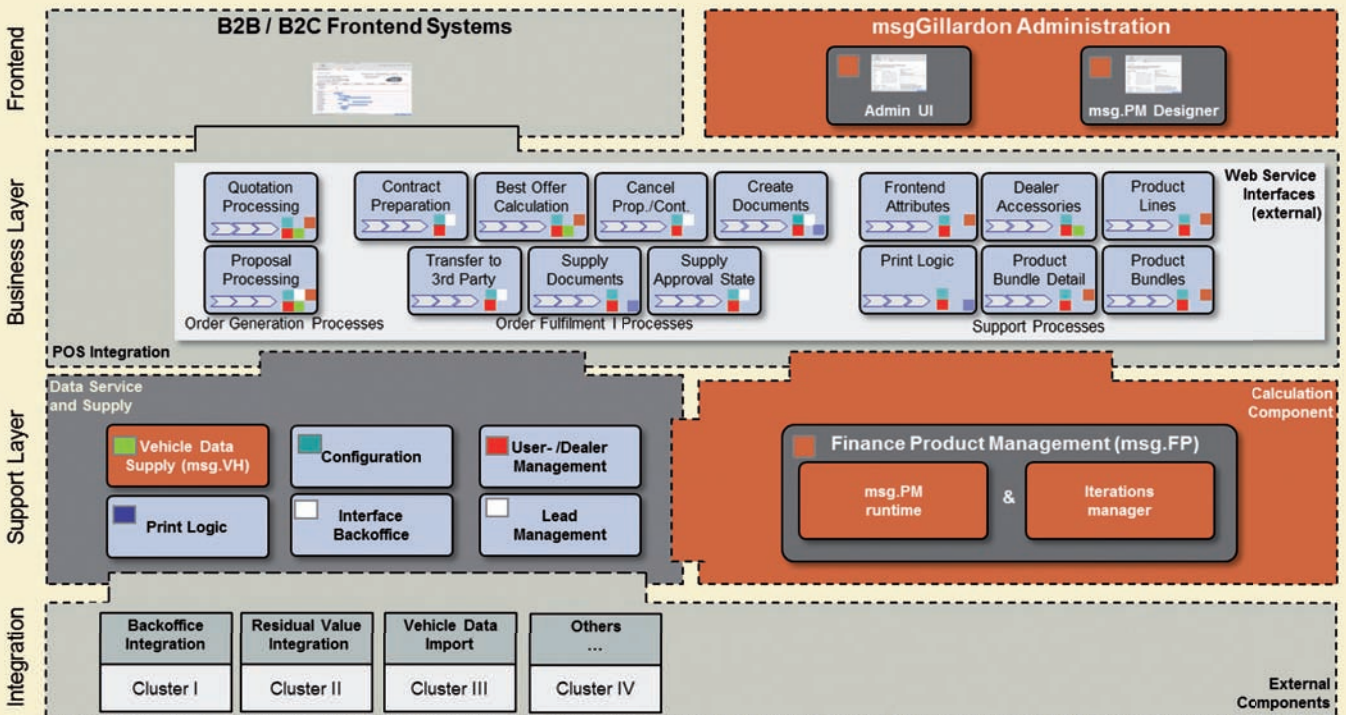 Frontend
B2B / B2C Frontend Systems
msgGillardon Administration
Admin UI
msg.PM Designer
Business Layer
Web Service
Interfaces
(external)
Quotation
Processing
Contract
Preparation
Best Offer
Calculation
Cancel
Prop./Cont.
Create
Documents
Frontend
Attributes
Dealer
Accessories
Product
Lines
Proposal
Processing
Transfer to
3rd Party
Supply
Documents
Supply
Approval State
Print Logic
Product
Bundle Detail
Product
Bundles
Order Generation Processes
Order Fulfilment I Processes
Support Processes
POS Integration
Support Layer
Data Service
and Supply
Calculation
Component
Vehicle Data
Supply (msg.VH)
Configuration
User- /Dealer
Management
Print Logic
Interface
Backoffice
Lead
Management
Finance Product Management (msg.FP)
msg.PM
runtime
&
Iterations
manager
Integration
Backoffice
Integration
Residual Value
Integration
Vehicle Data
Import
Others
...
Cluster I
Cluster II
Cluster III
Cluster IV
External
Components